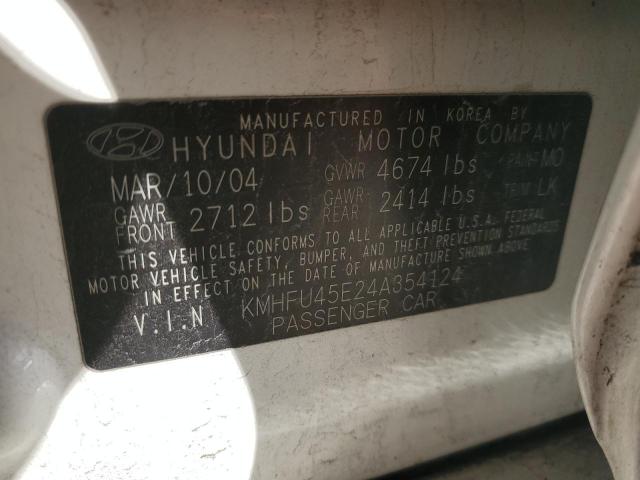 MANUFACTURED IN KOREA BY
HYUNDAI MOTOR COMPANY
MAR/10/04 GVWR 4674 lbs PAINT MO
GAWR FRONT 2712 lbs GAWR REAR 2414 lbs TRIM LK
THIS VEHICLE CONFORMS TO ALL APPLICABLE U.S.A. FEDERAL
MOTOR VEHICLE SAFETY, BUMPER, AND THEFT PREVENTION STANDARDS
IN EFFECT ON THE DATE OF MANUFACTURE SHOWN ABOVE
V.I.N KMHFU45E24A354124
PASSENGER CAR